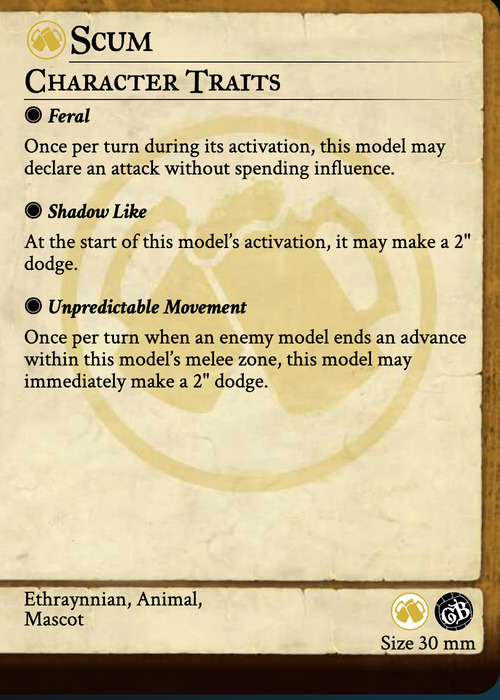 Scum
Character Traits
Feral
Once per turn during its activation, this model may
declare an attack without spending influence.
Shadow Like
At the start of this model's activation, it may make a 2"
dodge.
Unpredictable Movement
Once per turn when an enemy model ends an advance
within this model's melee zone, this model may
immediately make a 2" dodge.
Ethraynnian, Animal,
Mascot
GB
Size 30 mm